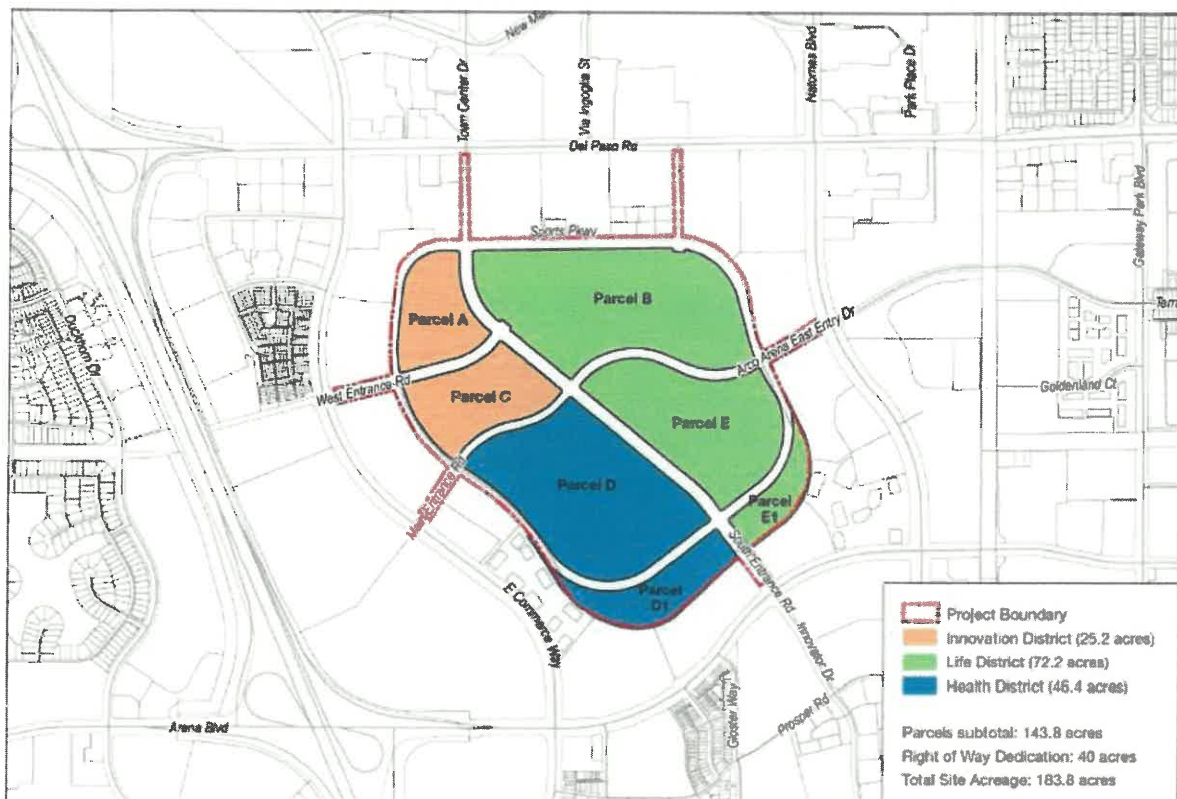 Town Center Dr
Via Ingoglia St
Natomas Blvd
Park Place Dr
Del Paso Rd
Gateway Park Blvd
Sports Pkwy
Parcel B
Parcel A
Arco Arena East Entry Dr
Duckhorn Dr
West Entrance Rd
Goldenland Ct
Parcel C
Parcel E
Parcel D
Parcel
E1
South Entrance Rd
Parcel
D1
E Commerce Way
Innovator Dr
Arena Blvd
Prosper Rd
Project Boundary
Innovation District (25.2 acres)
Life District (72.2 acres)
Health District (46.4 acres)
Parcels subtotal: 143.8 acres
Right of Way Dedication: 40 acres
Total Site Acreage: 183.8 acres